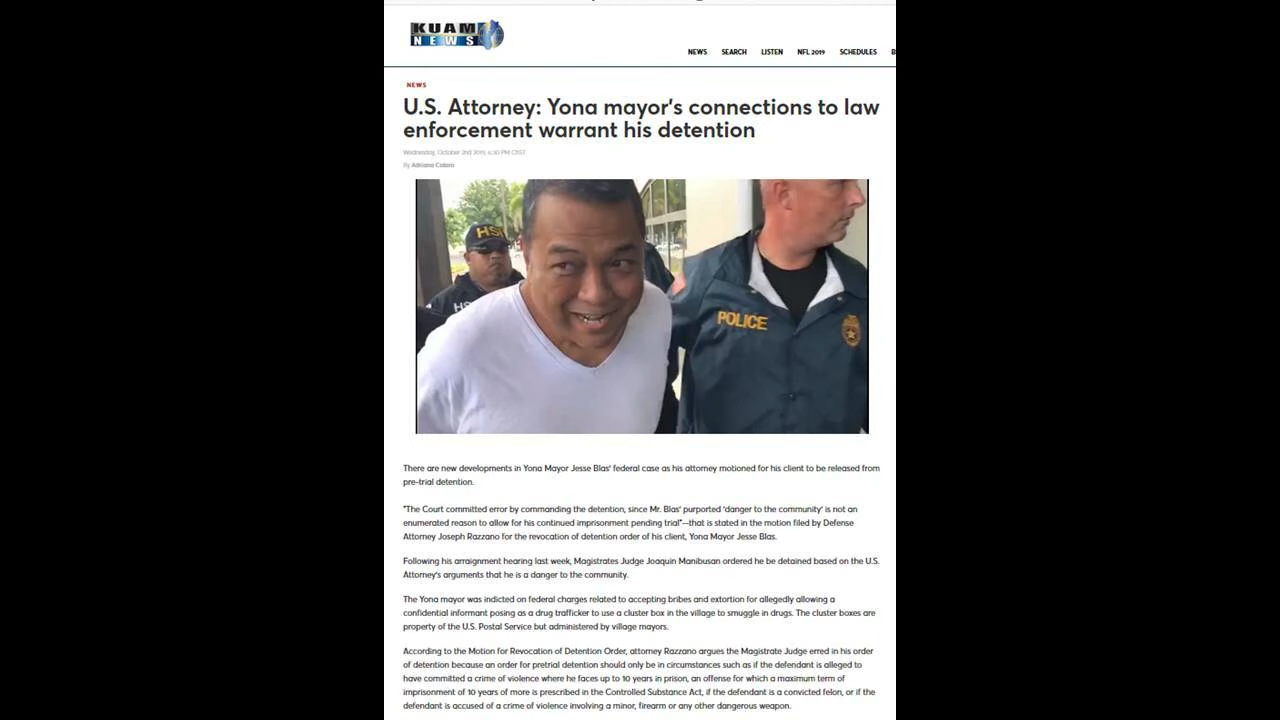 KUAM
NEWS
NEWS SEARCH LISTEN NFL 2019 SCHEDULES B
NEWS
U.S. Attorney: Yona mayor's connections to law
enforcement warrant his detention
Wednesday, October 2nd 2019, 6:30 PM ChST
By Adriana Cotero
HSI
HS
POLICE
There are new developments in Yona Mayor Jesse Blas' federal case as his attorney motioned for his client to be released from
pre-trial detention.
"The Court committed error by commanding the detention, since Mr. Blas' purported 'danger to the community' is not an
enumerated reason to allow for his continued imprisonment pending trial"--that is stated in the motion filed by Defense
Attorney Joseph Razzano for the revocation of detention order of his client, Yona Mayor Jesse Blas.
Following his arraignment hearing last week, Magistrates Judge Joaquin Manibusan ordered he be detained based on the U.S.
Attorney's arguments that he is a danger to the community.
The Yona mayor was indicted on federal charges related to accepting bribes and extortion for allegedly allowing a
confidential informant posing as a drug trafficker to use a cluster box in the village to smuggle in drugs. The cluster boxes are
property of the U.S. Postal Service but administered by village mayors.
According to the Motion for Revocation of Detention Order, attorney Razzano argues the Magistrate Judge erred in his order
of detention because an order for pretrial detention should only be in circumstances such as if the defendant is alleged to
have committed a crime of violence where he faces up to 10 years in prison, an offense for which a maximum term of
imprisonment of 10 years of more is prescribed in the Controlled Substance Act, if the defendant is a convicted felon, or if the
defendant is accused of a crime of violence involving a minor, firearm or any other dangerous weapon.